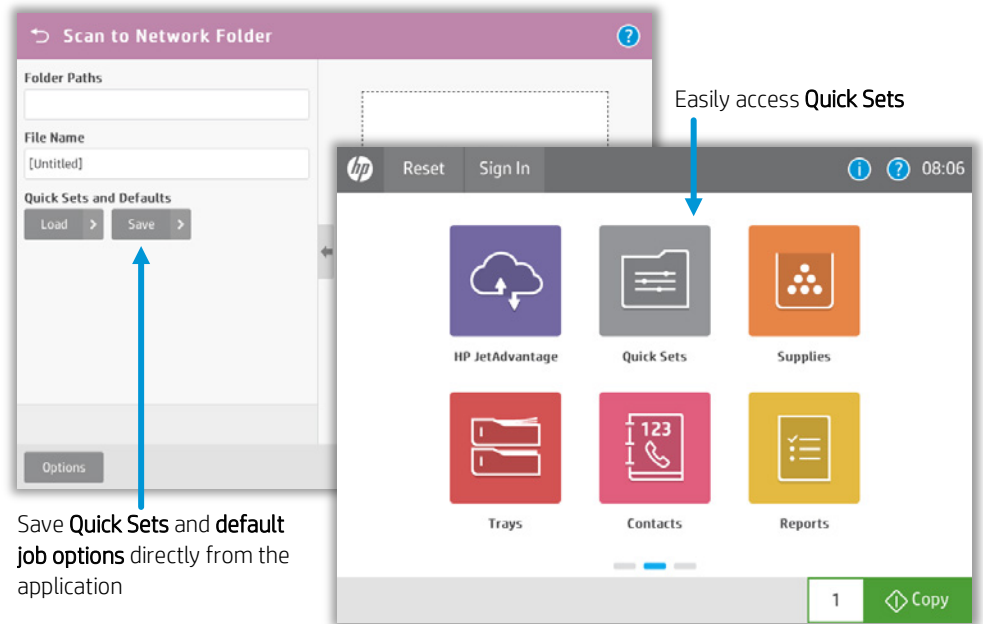 Scan to Network Folder ?
Folder Paths
File Name
[Untitled]
Quick Sets and Defaults
Load > Save >
Options
Easily access Quick Sets
hp Reset Sign In i ? 08:06
HP JetAdvantage Quick Sets Supplies
123
Trays Contacts Reports
1 Copy
Save Quick Sets and default
job options directly from the
application